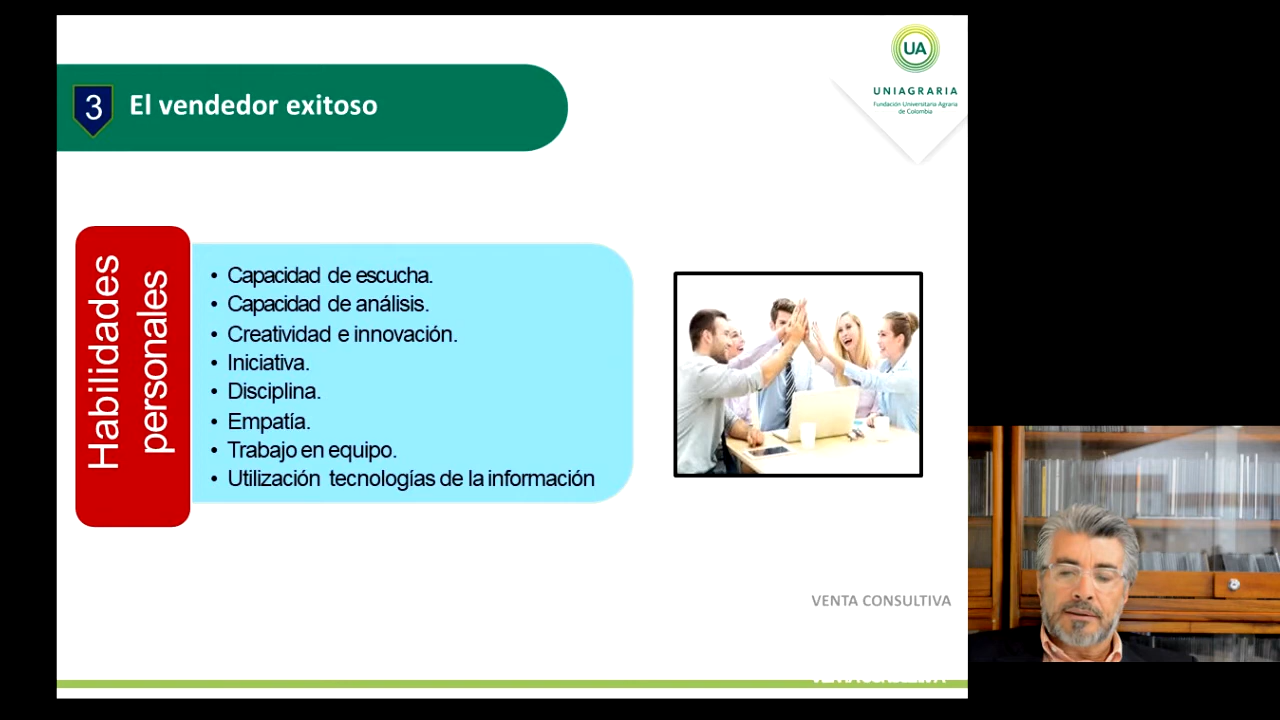 3
El vendedor exitoso
UA
UNIAGRARIA
Fundación Universitaria Agraria
de Colombia
Habilidades
personales
• Capacidad de escucha.
• Capacidad de análisis.
• Creatividad e innovación.
• Iniciativa.
• Disciplina.
• Empatía.
• Trabajo en equipo.
• Utilización tecnologías de la información
VENTA CONSULTIVA